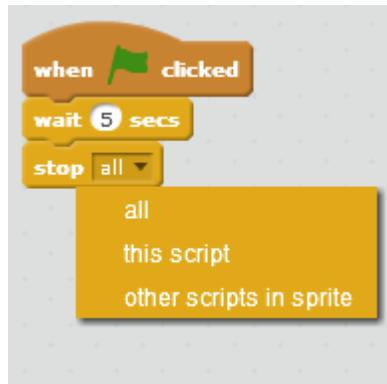 when clicked
wait 5 secs
stop all
all
this script
other scripts in sprite